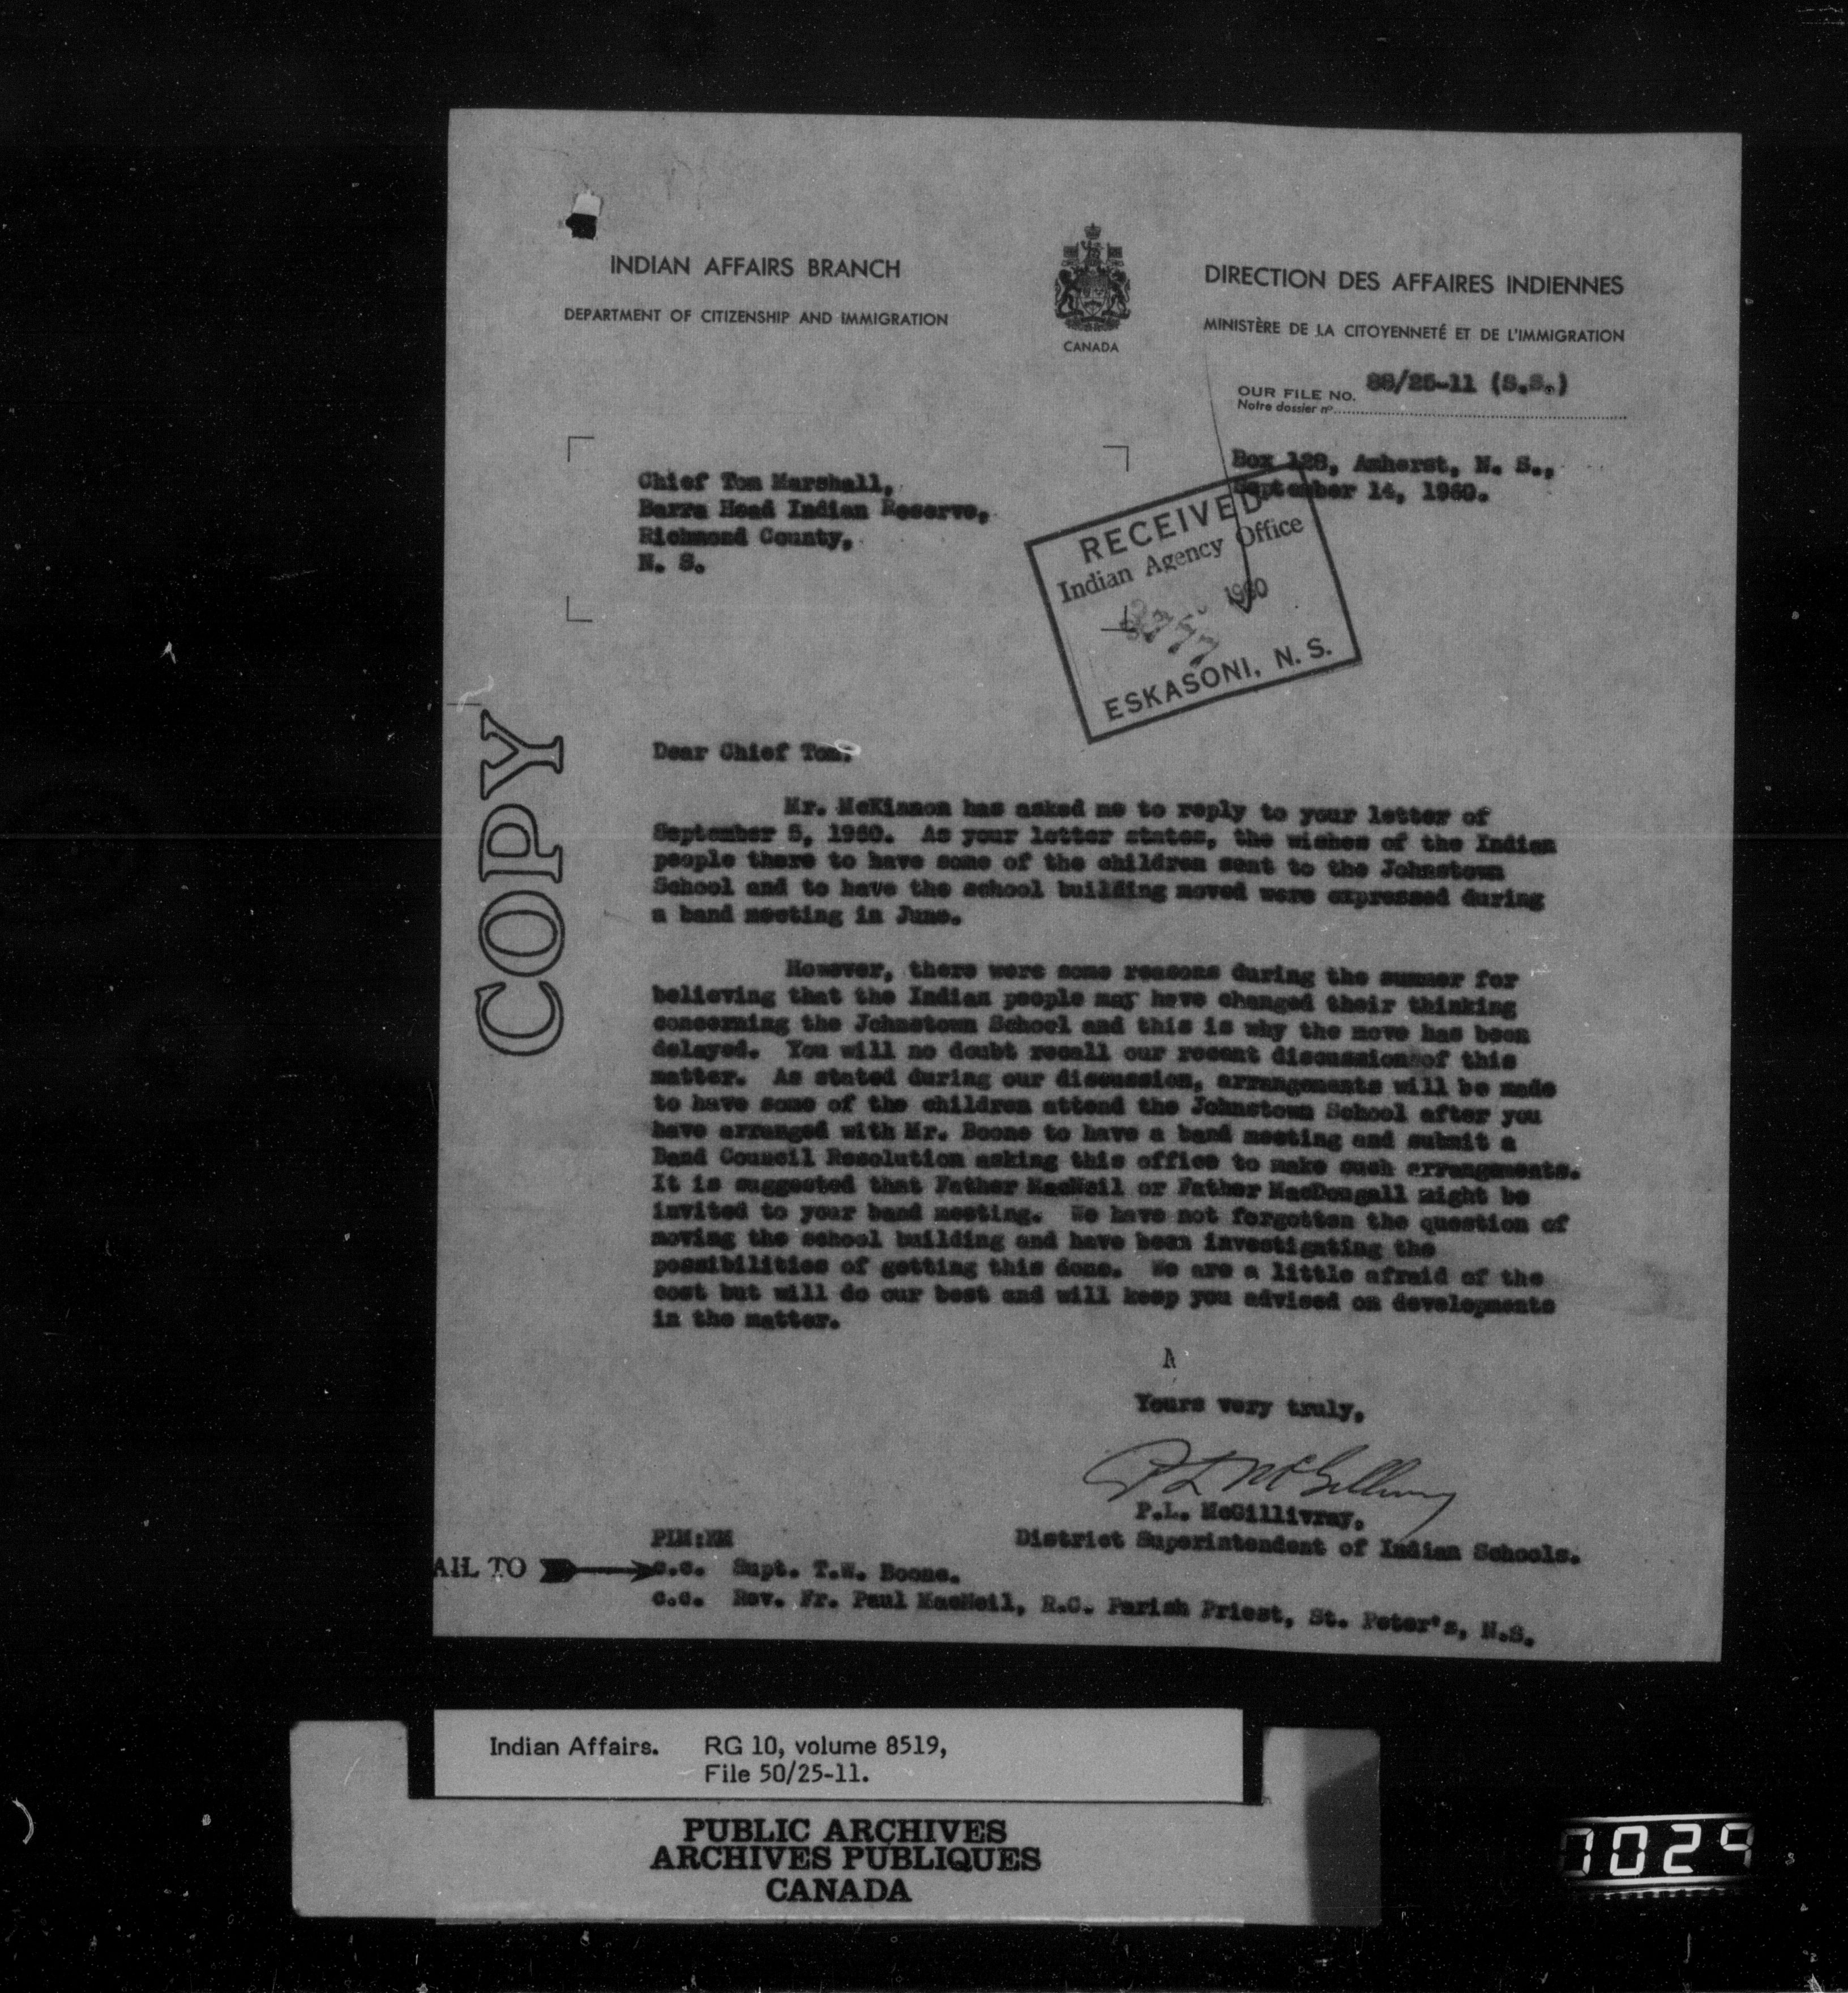 INDIAN AFFAIRS BRANCH
DEPARTMENT OF CITIZENSHIP AND IMMIGRATION
CANADA
DIRECTION DES AFFAIRES INDIENNES
MINISTÈRE DE LA CITOYENNETÉ ET DE L'IMMIGRATION
OUR FILE NO. 88/25-11 (S.S.)
Notre dossier nº
Box 128, Amherst, N. S.,
September 14, 1960.
Chief Tom Marshall,
Barra Head Indian Reserve,
Richmond County,
N. S.
RECEIVED
Indian Agency Office
1960
ESKASONI, N. S.
COPY
Dear Chief Tom:
Mr. McKinnon has asked me to reply to your letter of
September 5, 1960. As your letter states, the wishes of the Indian
people there to have some of the children sent to the Johnstown
School and to have the school building moved were expressed during
a band meeting in June.
However, there were some reasons during the summer for
believing that the Indian people may have changed their thinking
concerning the Johnstown School and this is why the move has been
delayed. You will no doubt recall our recent discussion of this
matter. As stated during our discussion, arrangements will be made
to have some of the children attend the Johnstown School after you
have arranged with Mr. Boone to have a band meeting and submit a
Band Council Resolution asking this office to make such arrangements.
It is suggested that Father MacNeil or Father MacDougall might be
invited to your band meeting. We have not forgotten the question of
moving the school building and have been investigating the
possibilities of getting this done. We are a little afraid of the
cost but will do our best and will keep you advised on developments
in the matter.
Yours very truly,
P L McGillivray
P.L. McGillivray,
District Superintendent of Indian Schools.
PLM:EM
AIL TO
c.c. Supt. T.W. Boone.
c.c. Rev. Fr. Paul MacNeil, R.C. Parish Priest, St. Peter's, N.S.
Indian Affairs. RG 10, volume 8519,
File 50/25-11.
PUBLIC ARCHIVES
ARCHIVES PUBLIQUES
CANADA
1029